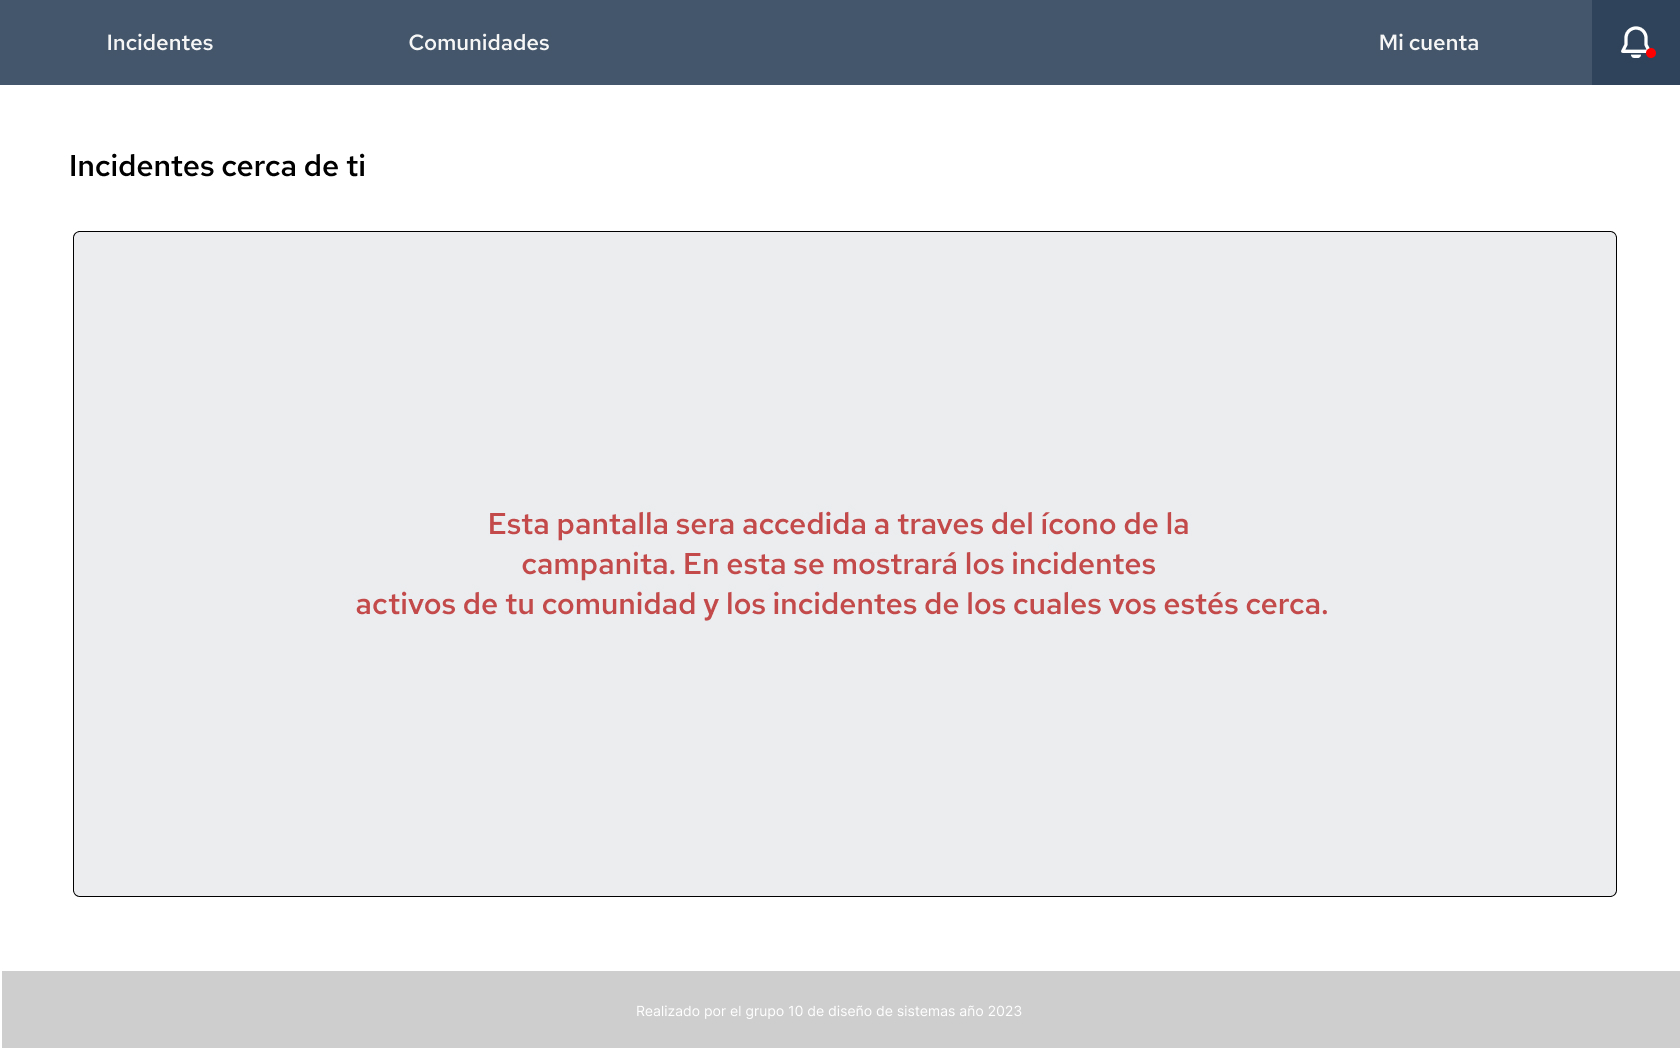 Incidentes
Comunidades
Mi cuenta
Incidentes cerca de ti
Esta pantalla sera accedida a traves del ícono de la
campanita. En esta se mostrará los incidentes
activos de tu comunidad y los incidentes de los cuales vos estés cerca.
Realizado por el grupo 10 de diseño de sistemas año 2023